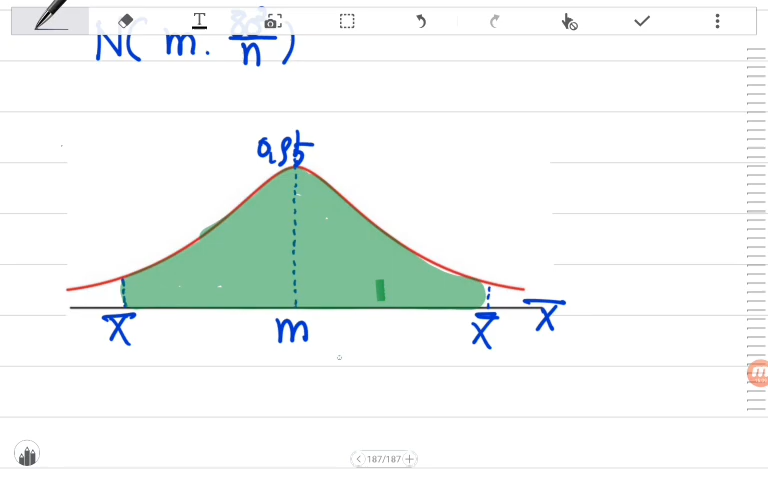 T
N( m.  n )
0.95
X̄ m X̄ X̄
187/187